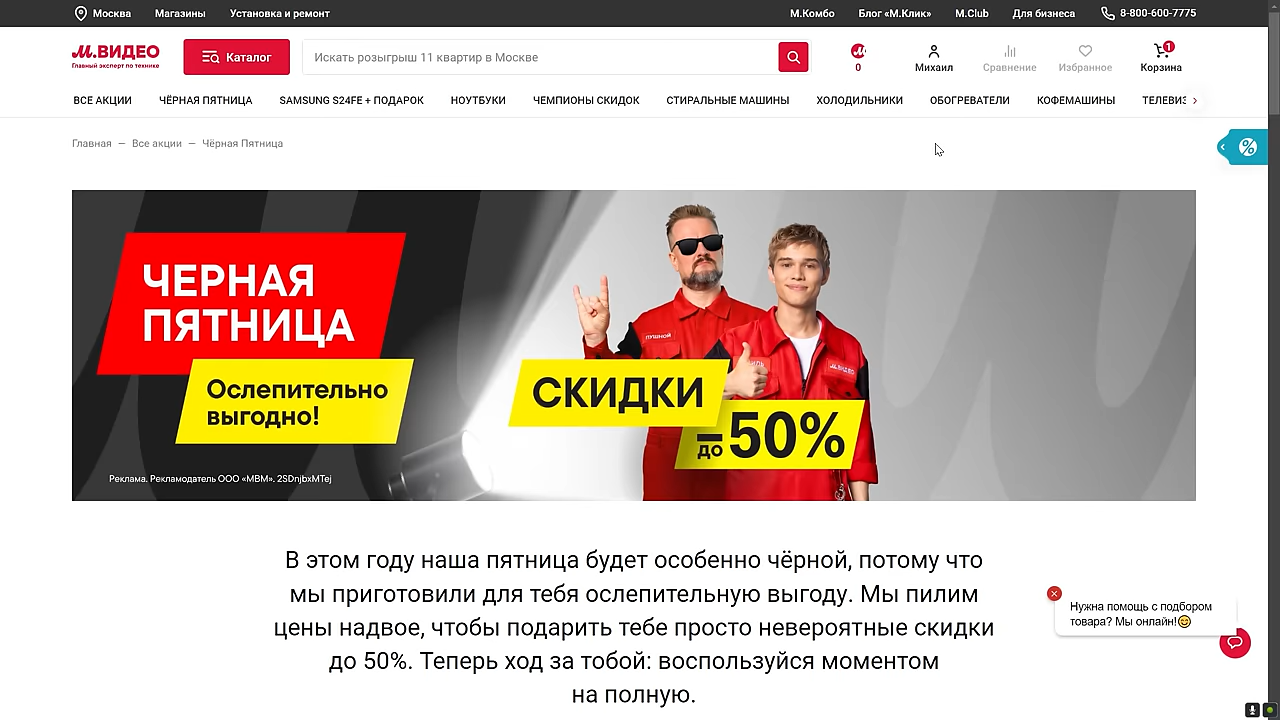 Москва Магазины Установка и ремонт М.Комбо Блог «М.Клик» M.Club Для бизнеса 8-800-600-7775
М.ВИДЕО
Главный эксперт по технике
Каталог
Искать розыгрыш 11 квартир в Москве
0
Михаил
Сравнение
Избранное
1
Корзина
ВСЕ АКЦИИ ЧЁРНАЯ ПЯТНИЦА SAMSUNG S24FE + ПОДАРОК НОУТБУКИ ЧЕМПИОНЫ СКИДОК СТИРАЛЬНЫЕ МАШИНЫ ХОЛОДИЛЬНИКИ ОБОГРЕВАТЕЛИ КОФЕМАШИНЫ ТЕЛЕВИЗ
Главная — Все акции — Чёрная Пятница
ЧЕРНАЯ
ПЯТНИЦА
Ослепительно
выгодно!
Реклама. Рекламодатель ООО «МВМ». 2SDnjbxMTej
ПУШНОЙ
М.ВИДЕО
СКИДКИ
до –50%
В этом году наша пятница будет особенно чёрной, потому что
мы приготовили для тебя ослепительную выгоду. Мы пилим
цены надвое, чтобы подарить тебе просто невероятные скидки
до 50%. Теперь ход за тобой: воспользуйся моментом
на полную.
Нужна помощь с подбором
товара? Мы онлайн!😊